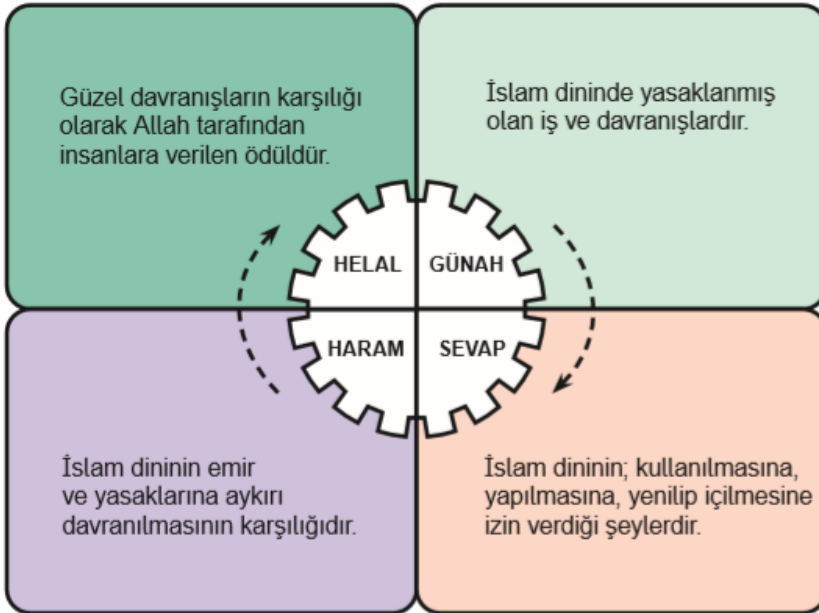 Güzel davranışların karşılığı
olarak Allah tarafından
insanlara verilen ödüldür.
İslam dininde yasaklanmış
olan iş ve davranışlardır.
HELAL
GÜNAH
HARAM
SEVAP
İslam dininin emir
ve yasaklarına aykırı
davranılmasının karşılığıdır.
İslam dininin; kullanılmasına,
yapılmasına, yenilip içilmesine
izin verdiği şeylerdir.